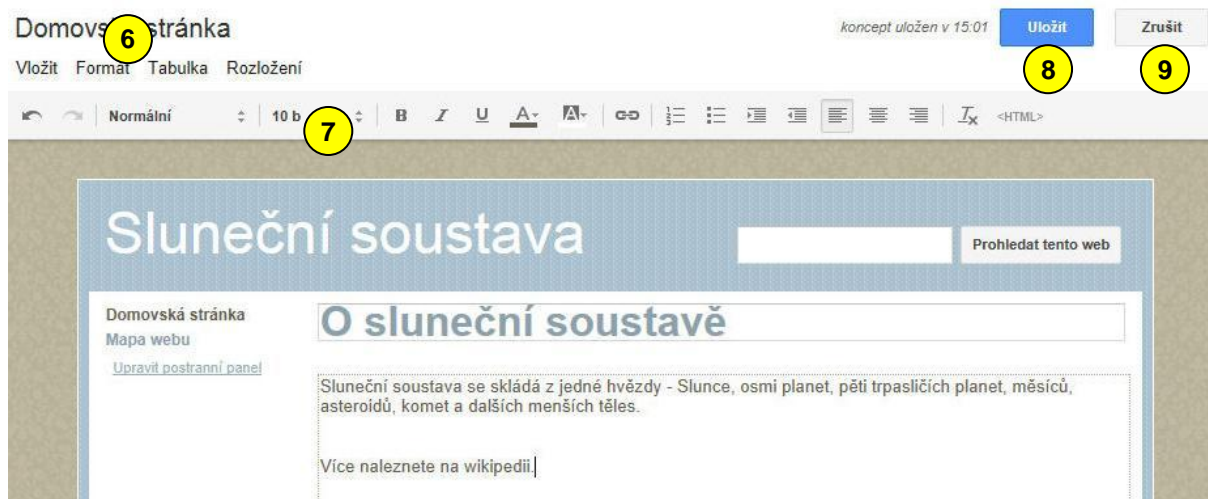 Domovská stránka
6
koncept uložen v 15:01
Uložit
Zrušit
8
9
Vložit Formát Tabulka Rozložení
Normální 10 b B I U A A T <HTML>
7
Sluneční soustava
Prohledat tento web
Domovská stránka
Mapa webu
Upravit postranní panel
O sluneční soustavě
Sluneční soustava se skládá z jedné hvězdy - Slunce, osmi planet, pěti trpasličích planet, měsíců,
asteroidů, komet a dalších menších těles.
Více naleznete na wikipedii.